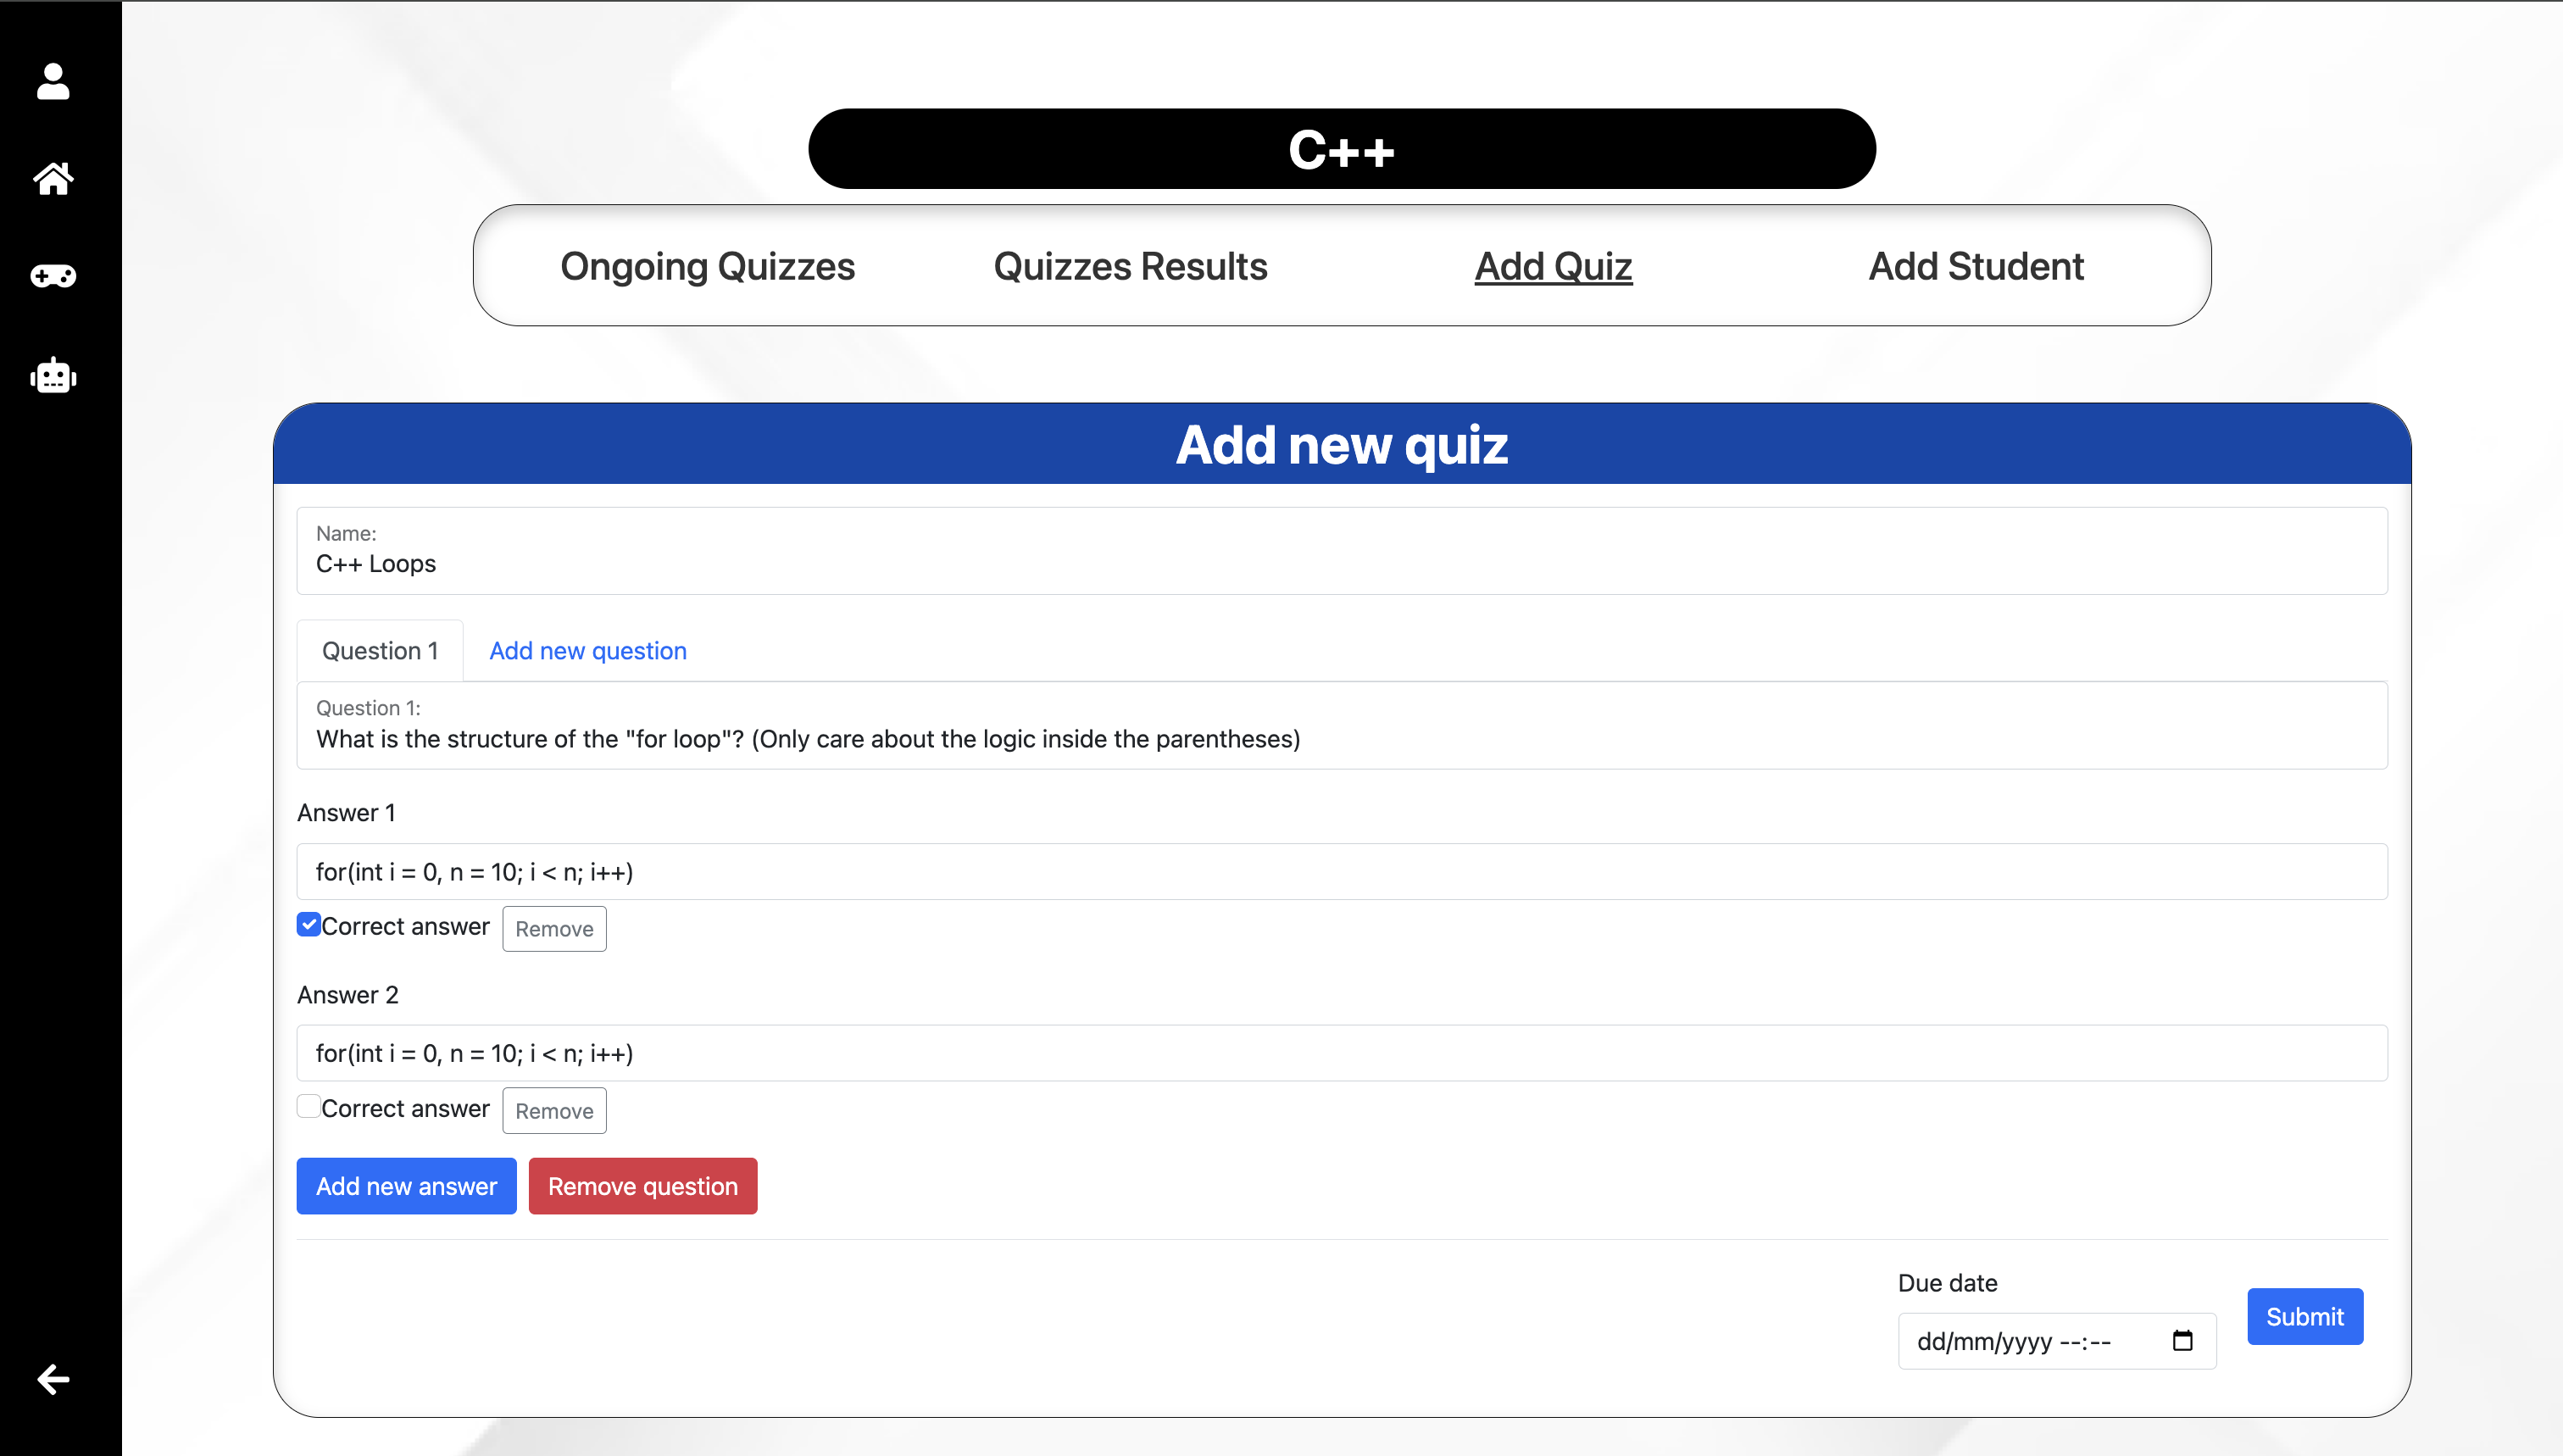 C++
Ongoing Quizzes Quizzes Results Add Quiz Add Student
Add new quiz
Name:
C++ Loops
Question 1 Add new question
Question 1:
What is the structure of the "for loop"? (Only care about the logic inside the parentheses)
Answer 1
for(int i = 0, n = 10; i < n; i++)
Correct answer Remove
Answer 2
for(int i = 0, n = 10; i < n; i++)
Correct answer Remove
Add new answer Remove question
Due date
dd/mm/yyyy --:--
Submit